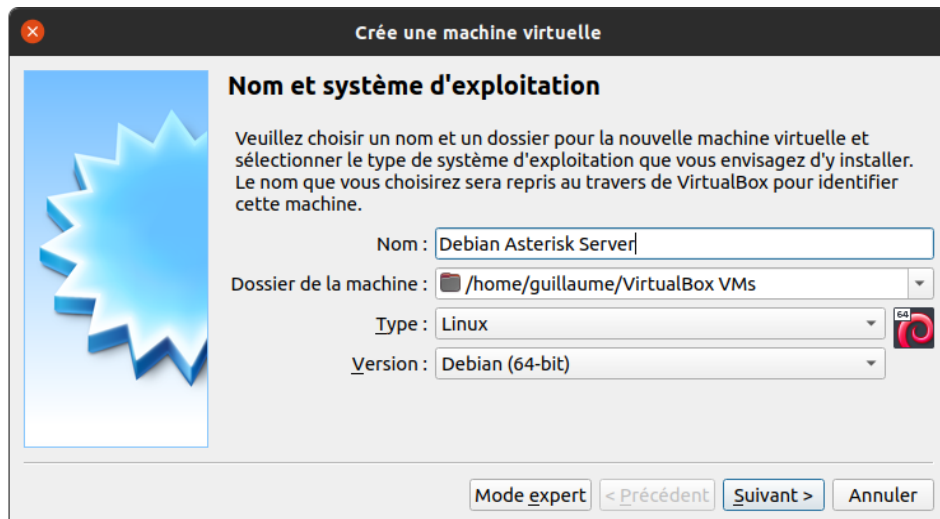 Crée une machine virtuelle
Nom et système d'exploitation
Veuillez choisir un nom et un dossier pour la nouvelle machine virtuelle et
sélectionner le type de système d'exploitation que vous envisagez d'y installer.
Le nom que vous choisirez sera repris au travers de VirtualBox pour identifier
cette machine.
Nom : Debian Asterisk Server
Dossier de la machine : /home/guillaume/VirtualBox VMs
Type : Linux
64
Version : Debian (64-bit)
Mode expert < Précédent Suivant > Annuler